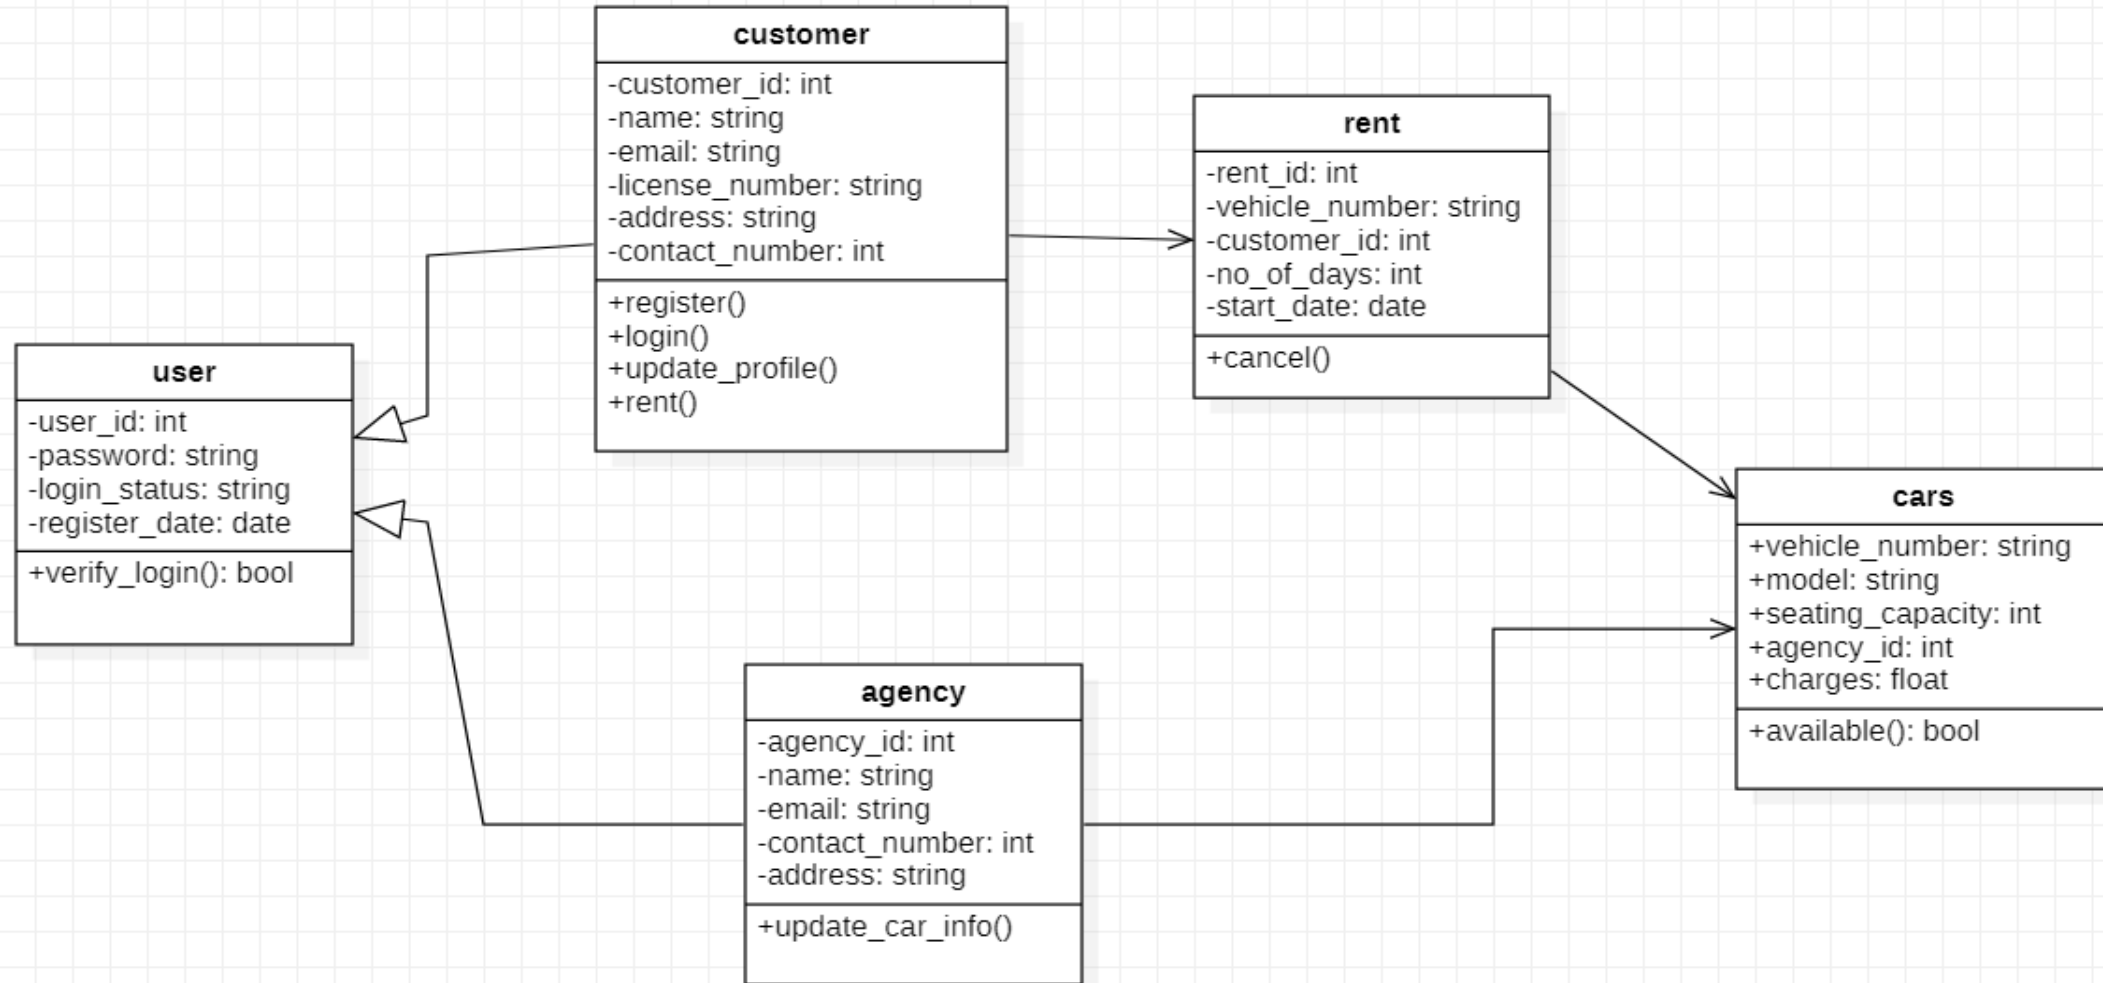 customer
-customer_id: int
-name: string
-email: string
-license_number: string
-address: string
-contact_number: int
+register()
+login()
+update_profile()
+rent()
rent
-rent_id: int
-vehicle_number: string
-customer_id: int
-no_of_days: int
-start_date: date
+cancel()
user
-user_id: int
-password: string
-login_status: string
-register_date: date
+verify_login(): bool
cars
+vehicle_number: string
+model: string
+seating_capacity: int
+agency_id: int
+charges: float
+available(): bool
agency
-agency_id: int
-name: string
-email: string
-contact_number: int
-address: string
+update_car_info()